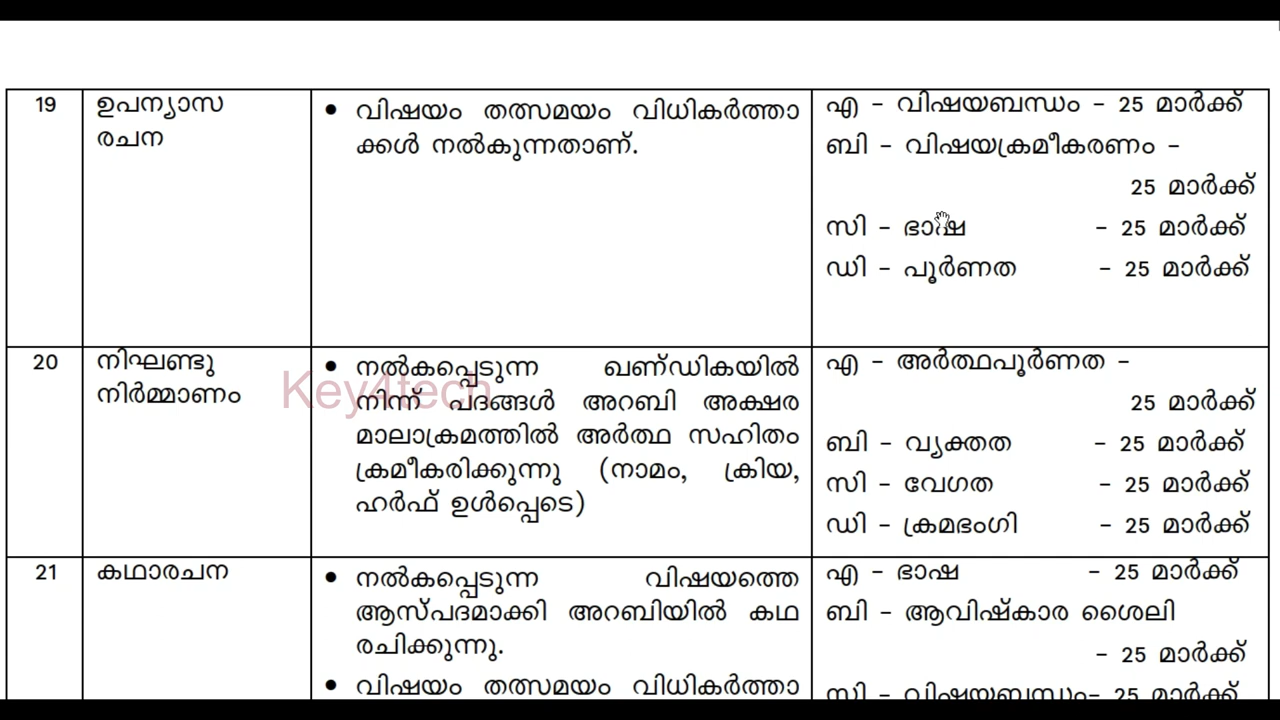 19
ഉപന്യാസ
രചന
• വിഷയം തത്സമയം വിധികർത്താ
ക്കൾ നൽകുന്നതാണ്.
എ – വിഷയബന്ധം – 25 മാർക്ക്
ബി – വിഷയക്രമീകരണം –
25 മാർക്ക്
സി – ഭാഷ – 25 മാർക്ക്
ഡി – പൂർണത – 25 മാർക്ക്
20
നിഘണ്ടു
നിർമ്മാണം
• നൽകപ്പെടുന്ന ഖണ്ഡികയിൽ
നിന്ന് പദങ്ങൾ അറബി അക്ഷര
മാലാക്രമത്തിൽ അർത്ഥ സഹിതം
ക്രമീകരിക്കുന്നു (നാമം, ക്രിയ,
ഹർഫ് ഉൾപ്പെടെ)
Key4tech
എ – അർത്ഥപൂർണത –
25 മാർക്ക്
ബി – വ്യക്തത – 25 മാർക്ക്
സി – വേഗത – 25 മാർക്ക്
ഡി – ക്രമഭംഗി – 25 മാർക്ക്
21
കഥാരചന
• നൽകപ്പെടുന്ന വിഷയത്തെ
ആസ്പദമാക്കി അറബിയിൽ കഥ
രചിക്കുന്നു.
• വിഷയം തത്സമയം വിധികർത്താ
എ – ഭാഷ – 25 മാർക്ക്
ബി – ആവിഷ്കാര ശൈലി
– 25 മാർക്ക്
സി – വിഷയബന്ധം– 25 മാർക്ക്